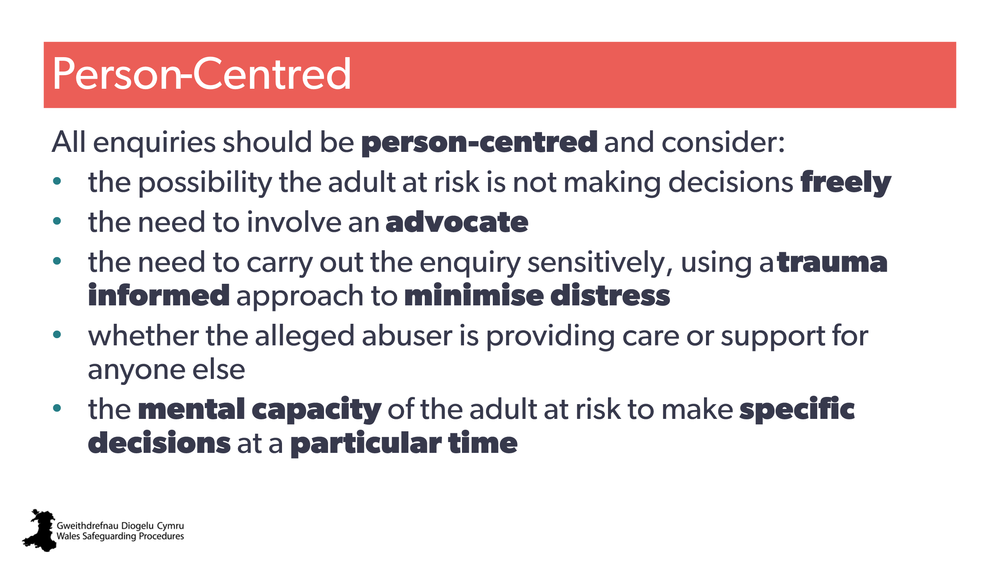 Person-Centred
All enquiries should be person-centred and consider:
• the possibility the adult at risk is not making decisions freely
• the need to involve an advocate
• the need to carry out the enquiry sensitively, using a trauma
informed approach to minimise distress
• whether the alleged abuser is providing care or support for
anyone else
• the mental capacity of the adult at risk to make specific
decisions at a particular time
Gweithdrefnau Diogelu Cymru
Wales Safeguarding Procedures